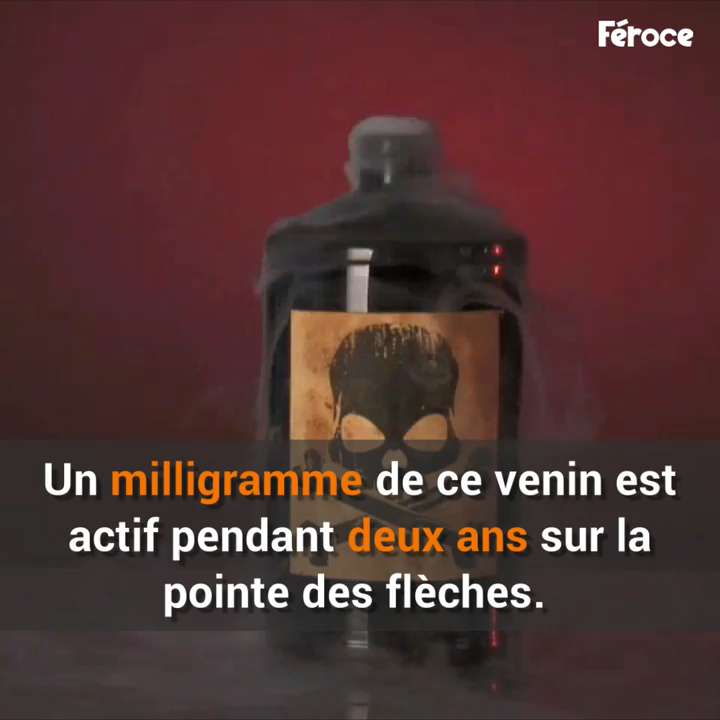 Féroce
Un milligramme de ce venin est
actif pendant deux ans sur la
pointe des flèches.